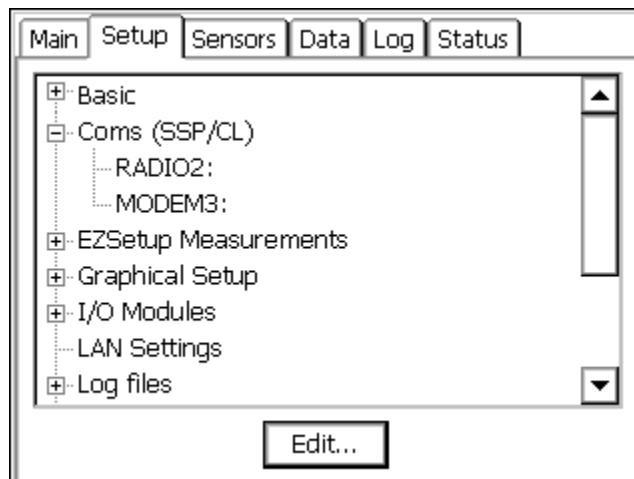 Main Setup Sensors Data Log Status
Basic
Coms (SSP/CL)
RADIO2:
MODEM3:
EZSetup Measurements
Graphical Setup
I/O Modules
LAN Settings
Log files
Edit...